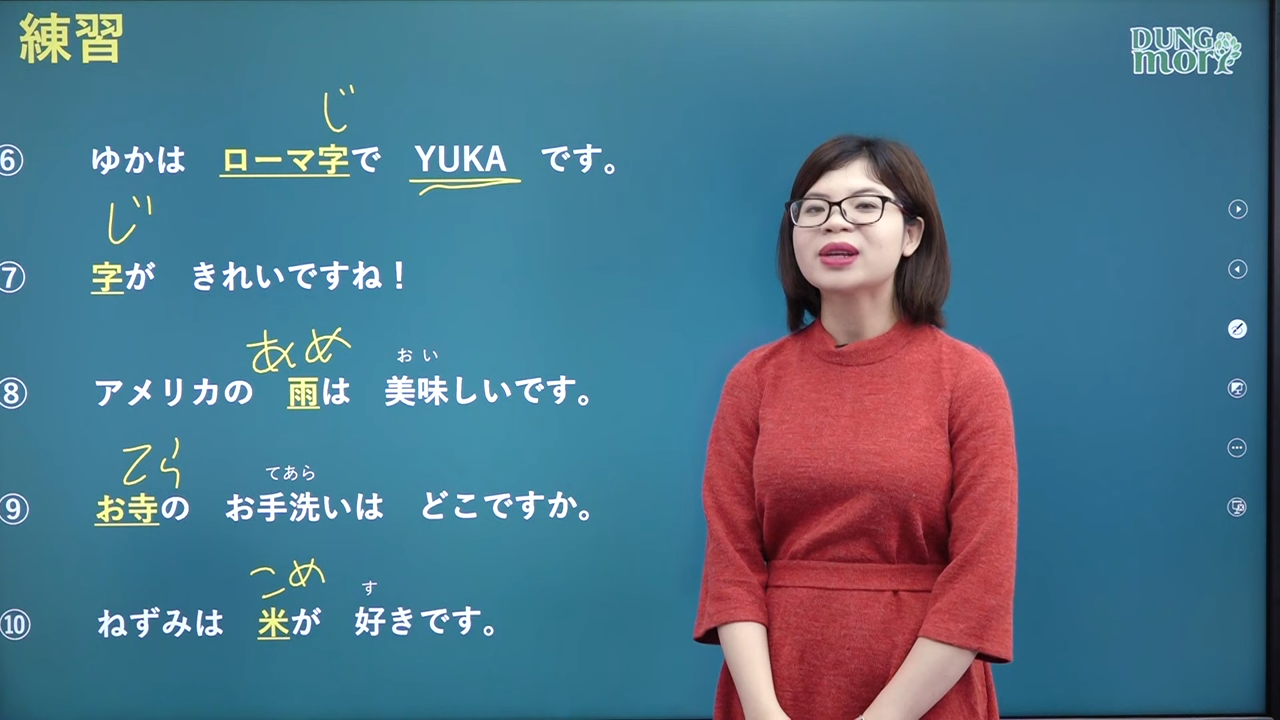 練習
DUNG mori
じ
⑥ ゆかは ローマ字で YUKA です。
じ
⑦ 字が きれいですね！
あめ おい
⑧ アメリカの 雨は 美味しいです。
てら てあら
⑨ お寺の お手洗いは どこですか。
こめ す
⑩ ねずみは 米が 好きです。